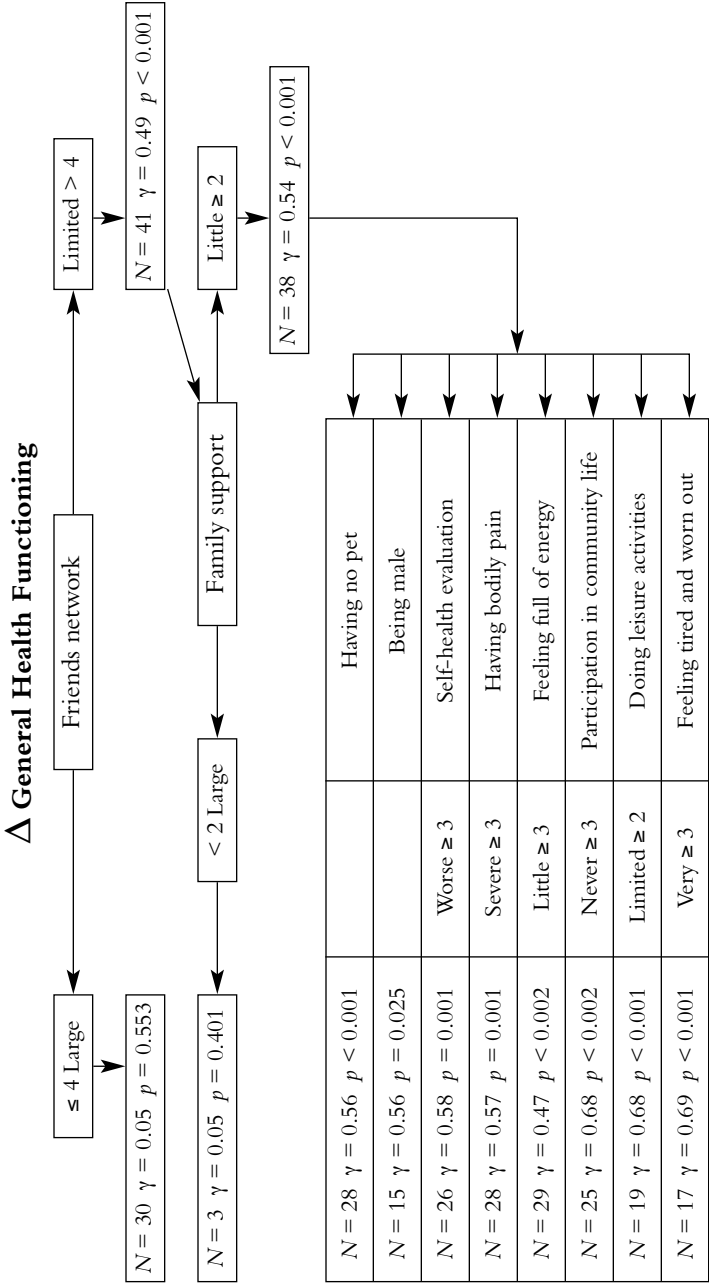 Δ General Health Functioning
Friends network
≤ 4 Large
Limited > 4
N = 30 γ = 0.05 p = 0.553
N = 41 γ = 0.49 p < 0.001
Family support
< 2 Large
Little ≥ 2
N = 3 γ = 0.05 p = 0.401
N = 38 γ = 0.54 p < 0.001
N = 28 γ = 0.56 p < 0.001 Having no pet
N = 15 γ = 0.56 p = 0.025 Being male
N = 26 γ = 0.58 p = 0.001 Worse ≥ 3 Self-health evaluation
N = 28 γ = 0.57 p = 0.001 Severe ≥ 3 Having bodily pain
N = 29 γ = 0.47 p < 0.002 Little ≥ 3 Feeling full of energy
N = 25 γ = 0.68 p < 0.002 Never ≥ 3 Participation in community life
N = 19 γ = 0.68 p < 0.001 Limited ≥ 2 Doing leisure activities
N = 17 γ = 0.69 p < 0.001 Very ≥ 3 Feeling tired and worn out